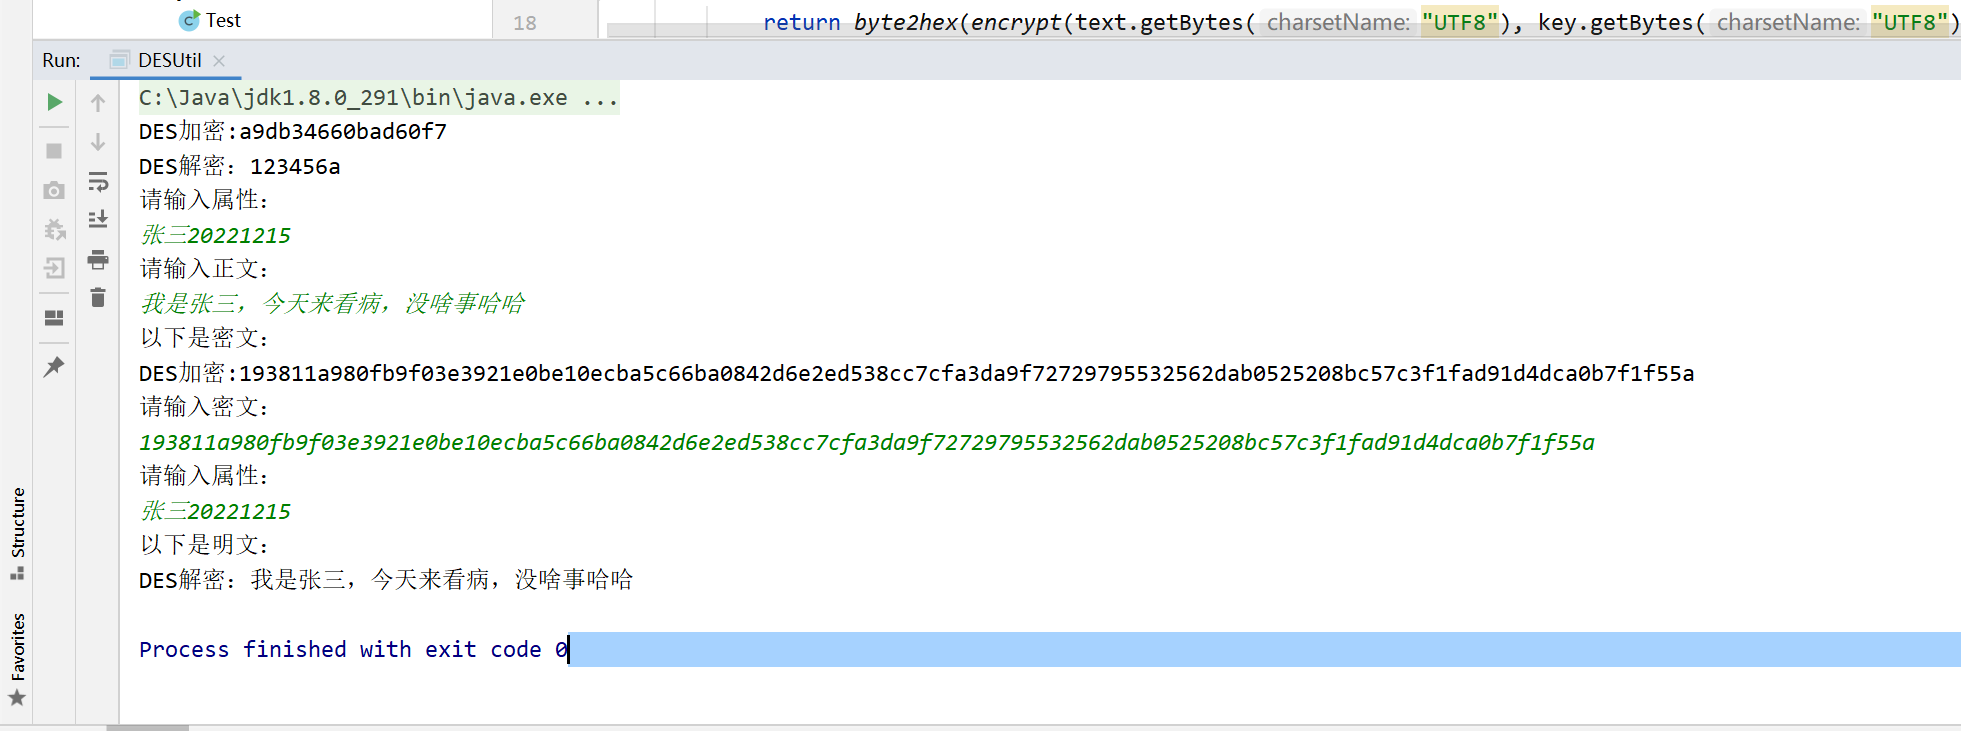 Test
18 return byte2hex(encrypt(text.getBytes( charsetName: "UTF8"), key.getBytes( charsetName: "UTF8")
Run: DESUtil
C:\Java\jdk1.8.0_291\bin\java.exe ...
DES加密:a9db34660bad60f7
DES解密：123456a
请输入属性：
张三20221215
请输入正文：
我是张三，今天来看病，没啥事哈哈
以下是密文：
DES加密:193811a980fb9f03e3921e0be10ecba5c66ba0842d6e2ed538cc7cfa3da9f72729795532562dab0525208bc57c3f1fad91d4dca0b7f1f55a
请输入密文：
193811a980fb9f03e3921e0be10ecba5c66ba0842d6e2ed538cc7cfa3da9f72729795532562dab0525208bc57c3f1fad91d4dca0b7f1f55a
请输入属性：
张三20221215
以下是明文：
DES解密：我是张三，今天来看病，没啥事哈哈
Process finished with exit code 0
Structure
Favorites